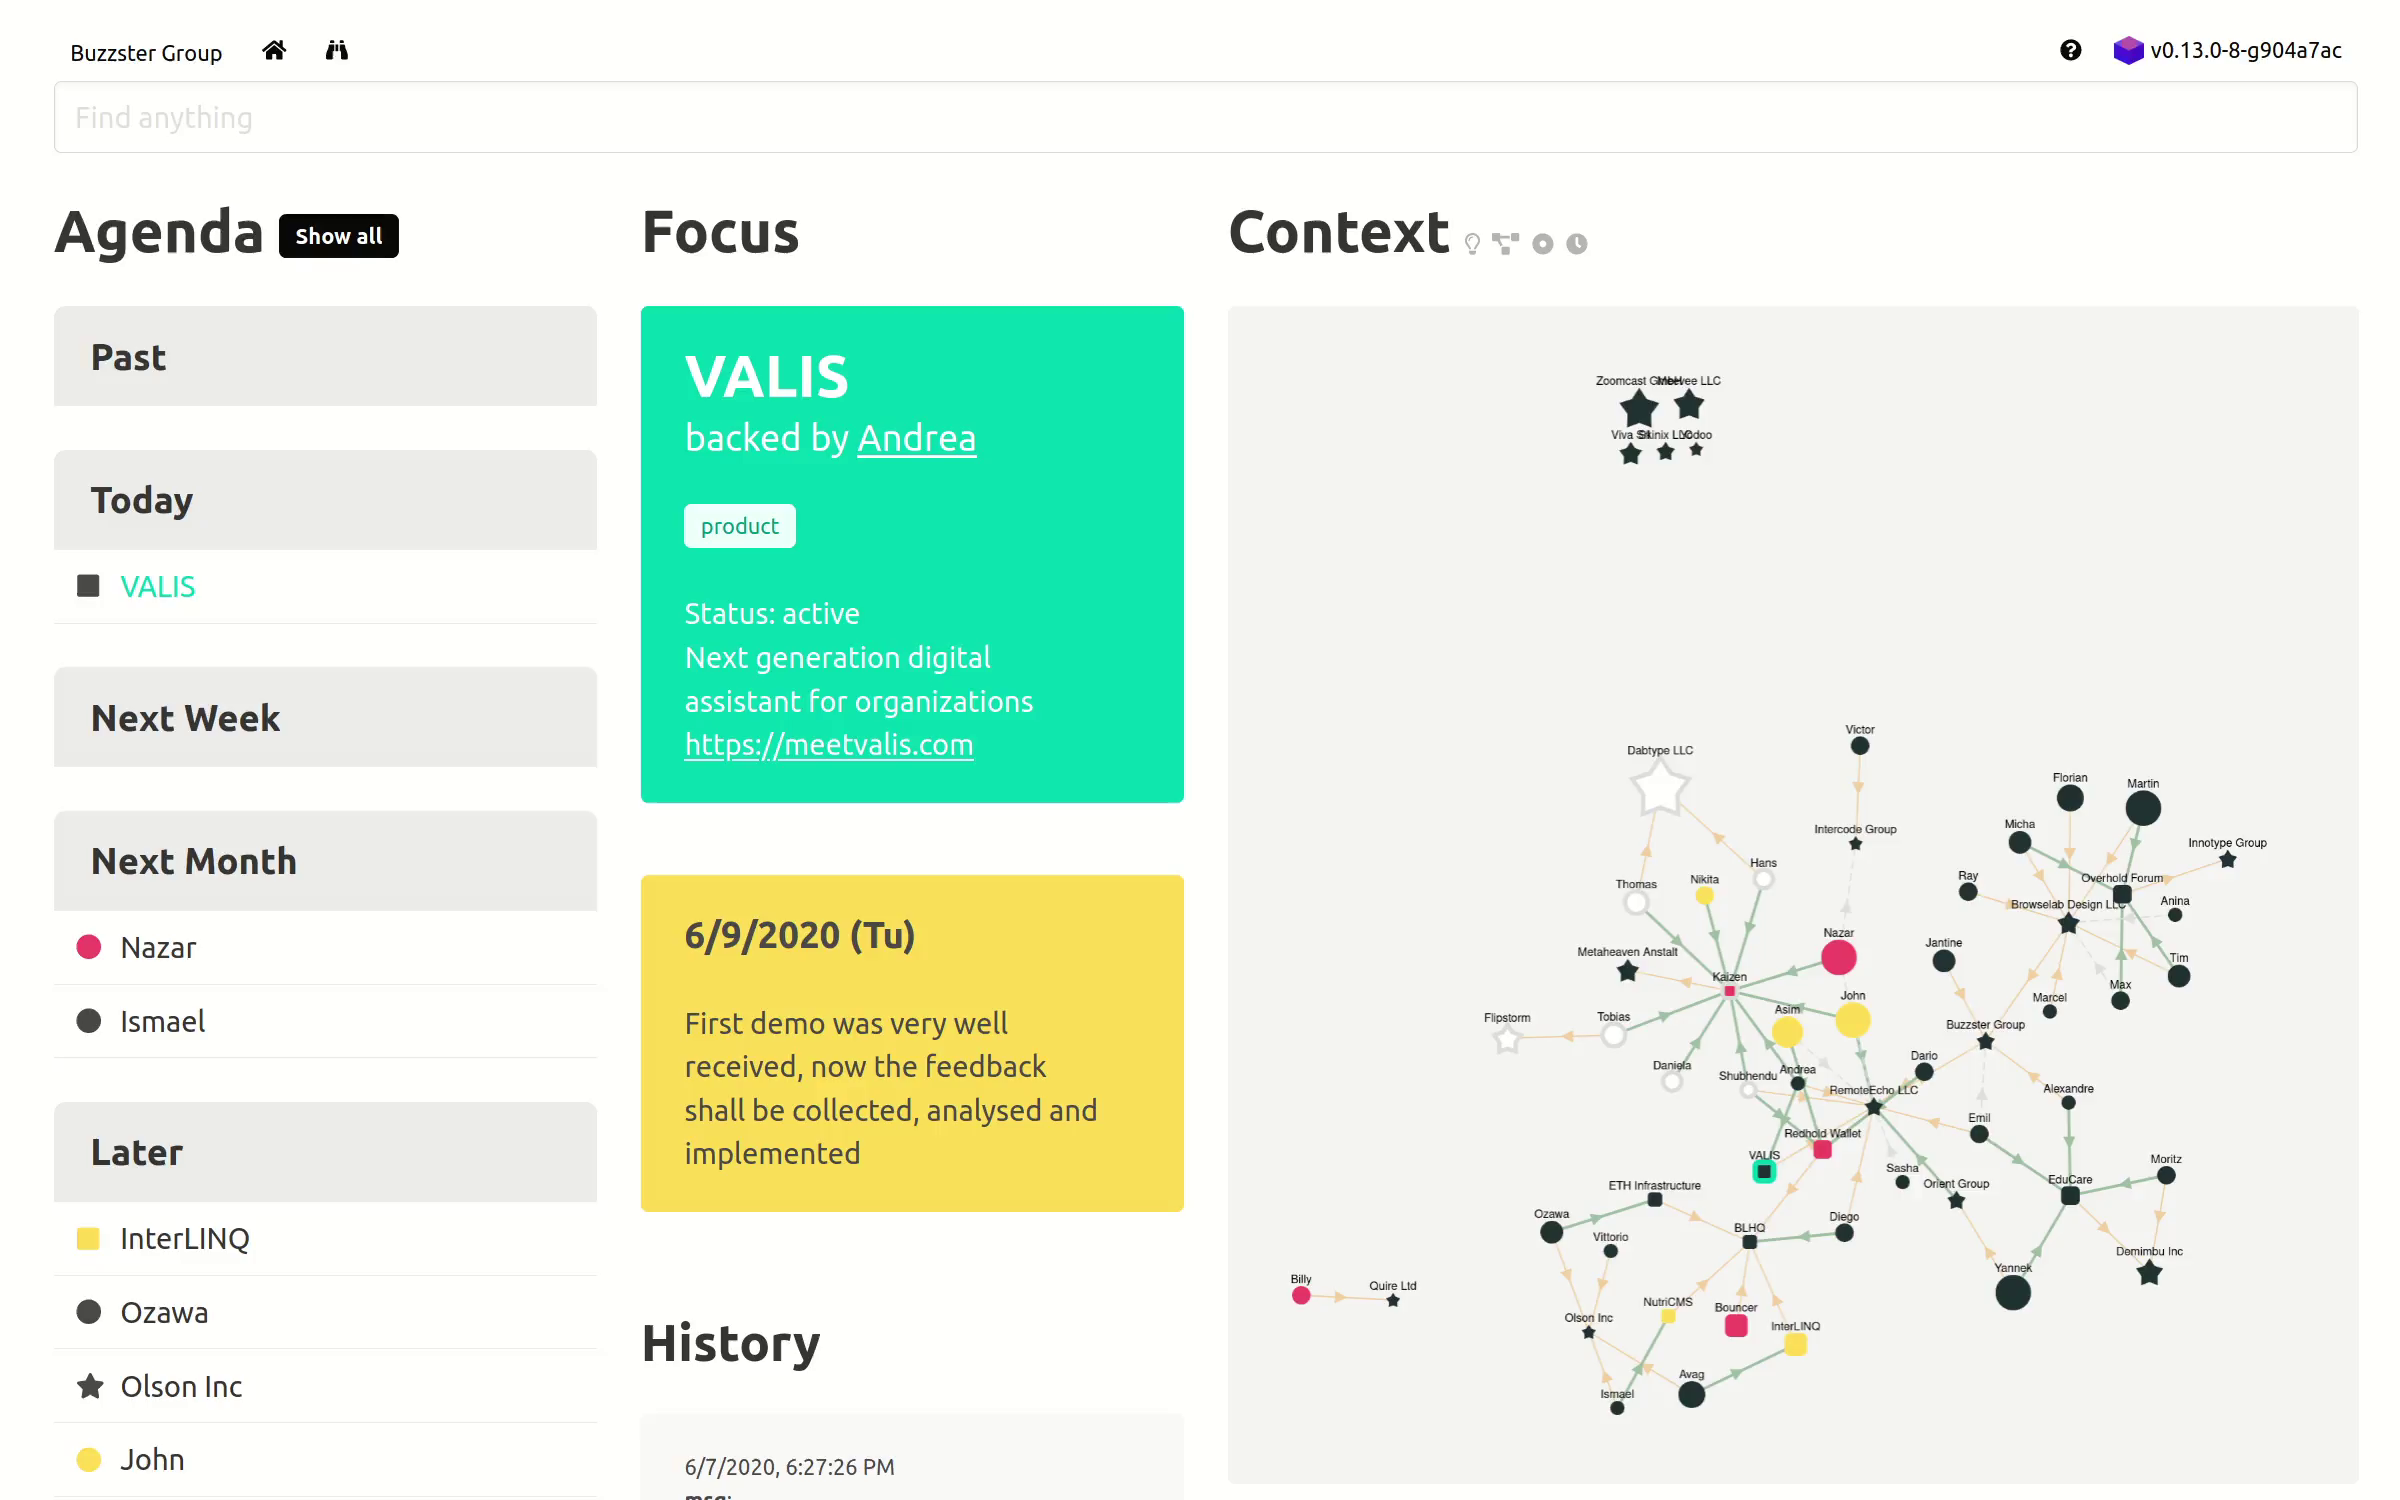 Buzzster Group
v0.13.0-8-g904a7ac
Find anything
Agenda
Show all
Past
Today
VALIS
Next Week
Next Month
Nazar
Ismael
Later
InterLINQ
Ozawa
Olson Inc
John
Focus
VALIS
backed by Andrea
product
Status: active
Next generation digital
assistant for organizations
https://meetvalis.com
6/9/2020 (Tu)
First demo was very well
received, now the feedback
shall be collected, analysed and
implemented
History
6/7/2020, 6:27:26 PM
msg:
Context
Zoomcast GmbH
Viva
Yodoo
Victor
Dabtype LLC
Florian
Martin
Micha
Intercode Group
Innotype Group
Hans
Ray
Overhold Forum
Thomas
Nikita
Anina
Browselab Design LLC
Nazar
Jantine
Metaheaven Anstalt
Tim
Kaizen
Max
John
Marcel
Asim
Flipstorm
Tobias
Buzzster Group
Dario
Daniela
Andrea
Shubhendu
RemoteEcho LLC
Alexandre
Emil
Redhold Wallet
VALIS
Moritz
Sasha
EduCare
ETH Infrastructure
Orient Group
Ozawa
Diego
BLHQ
Vittorio
Demimbu Inc
Yannek
Billy
Quire Ltd
NutriCMS
Bouncer
Olson Inc
InterLINQ
Avag
Ismael